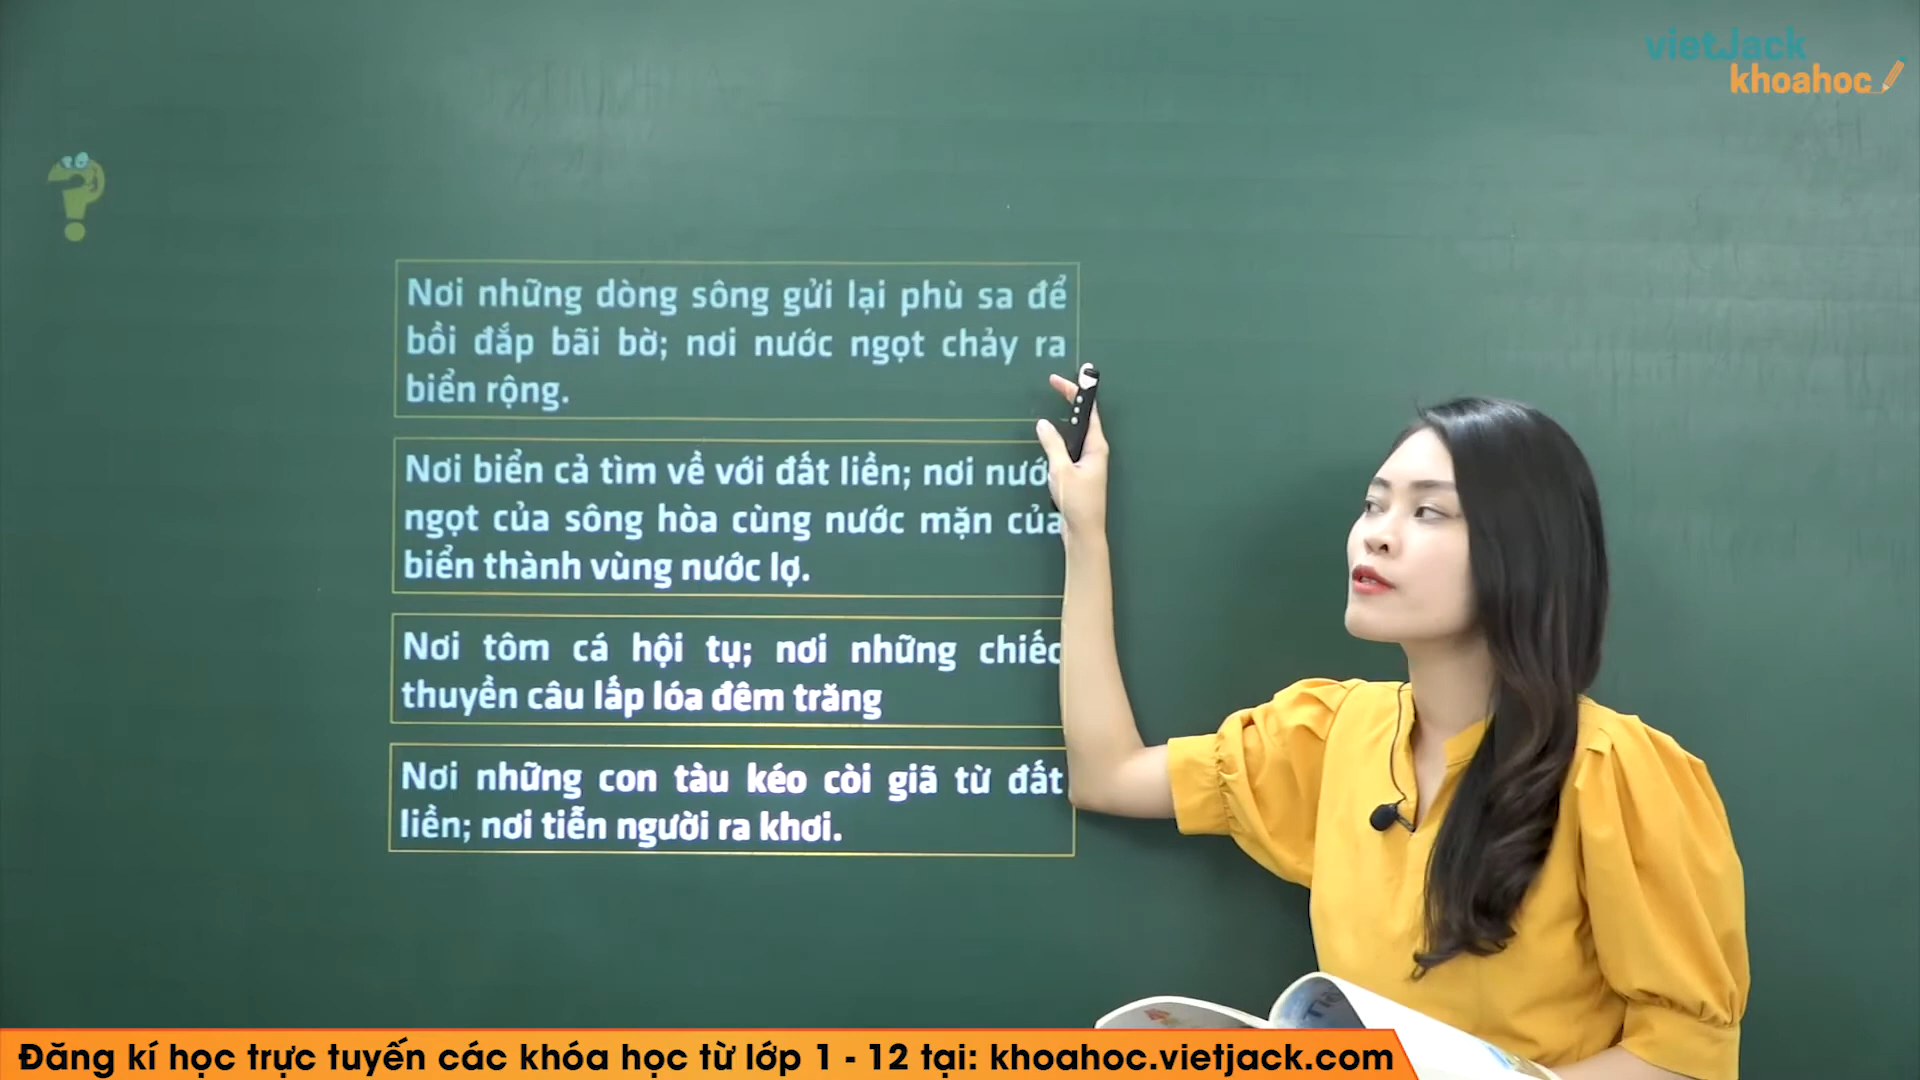 vietJack
khoahoc
Nơi những dòng sông gửi lại phù sa để
bồi đắp bãi bờ; nơi nước ngọt chảy ra
biển rộng.
Nơi biển cả tìm về với đất liền; nơi nướ
ngọt của sông hòa cùng nước mặn của
biển thành vùng nước lợ.
Nơi tôm cá hội tụ; nơi những chiếc
thuyền câu lấp lóa đêm trăng
Nơi những con tàu kéo còi giã từ đất
liền; nơi tiễn người ra khơi.
Đăng kí học trực tuyến các khóa học từ lớp 1 - 12 tại: khoahoc.vietjack.com